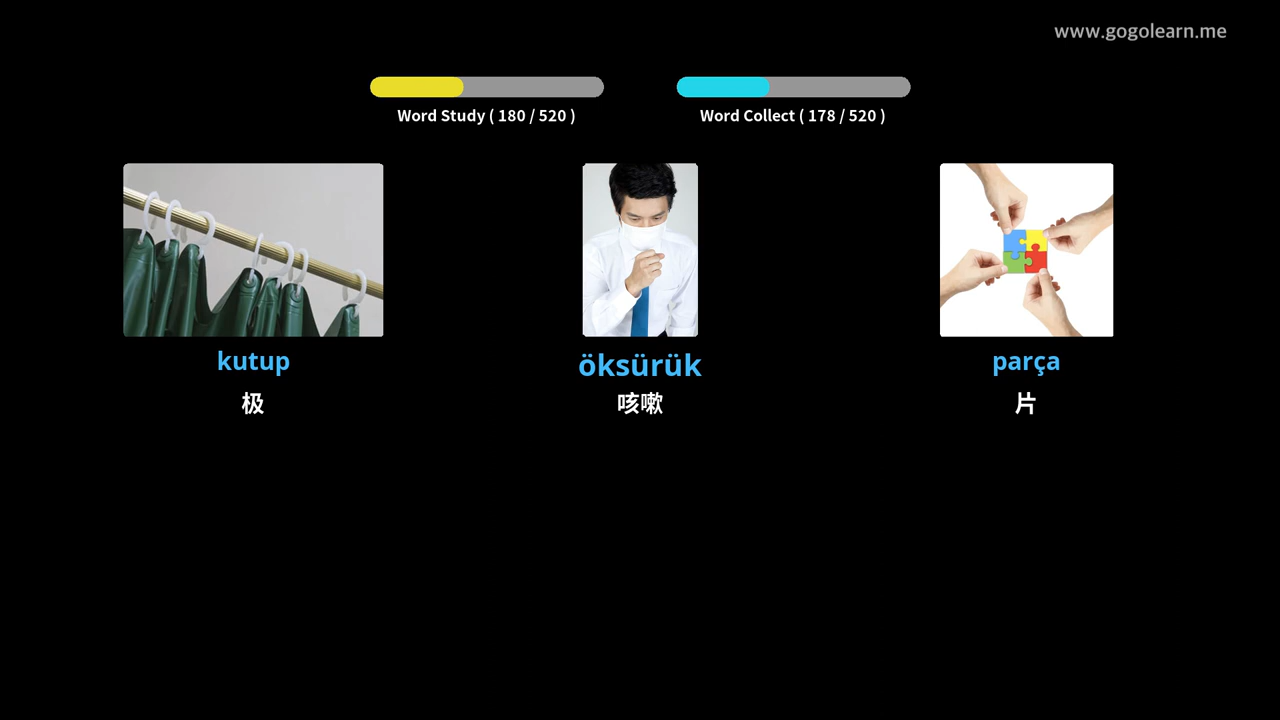 www.gogolearn.me
Word Study ( 180 / 520 )
Word Collect ( 178 / 520 )
kutup
极
öksürük
咳嗽
parça
片